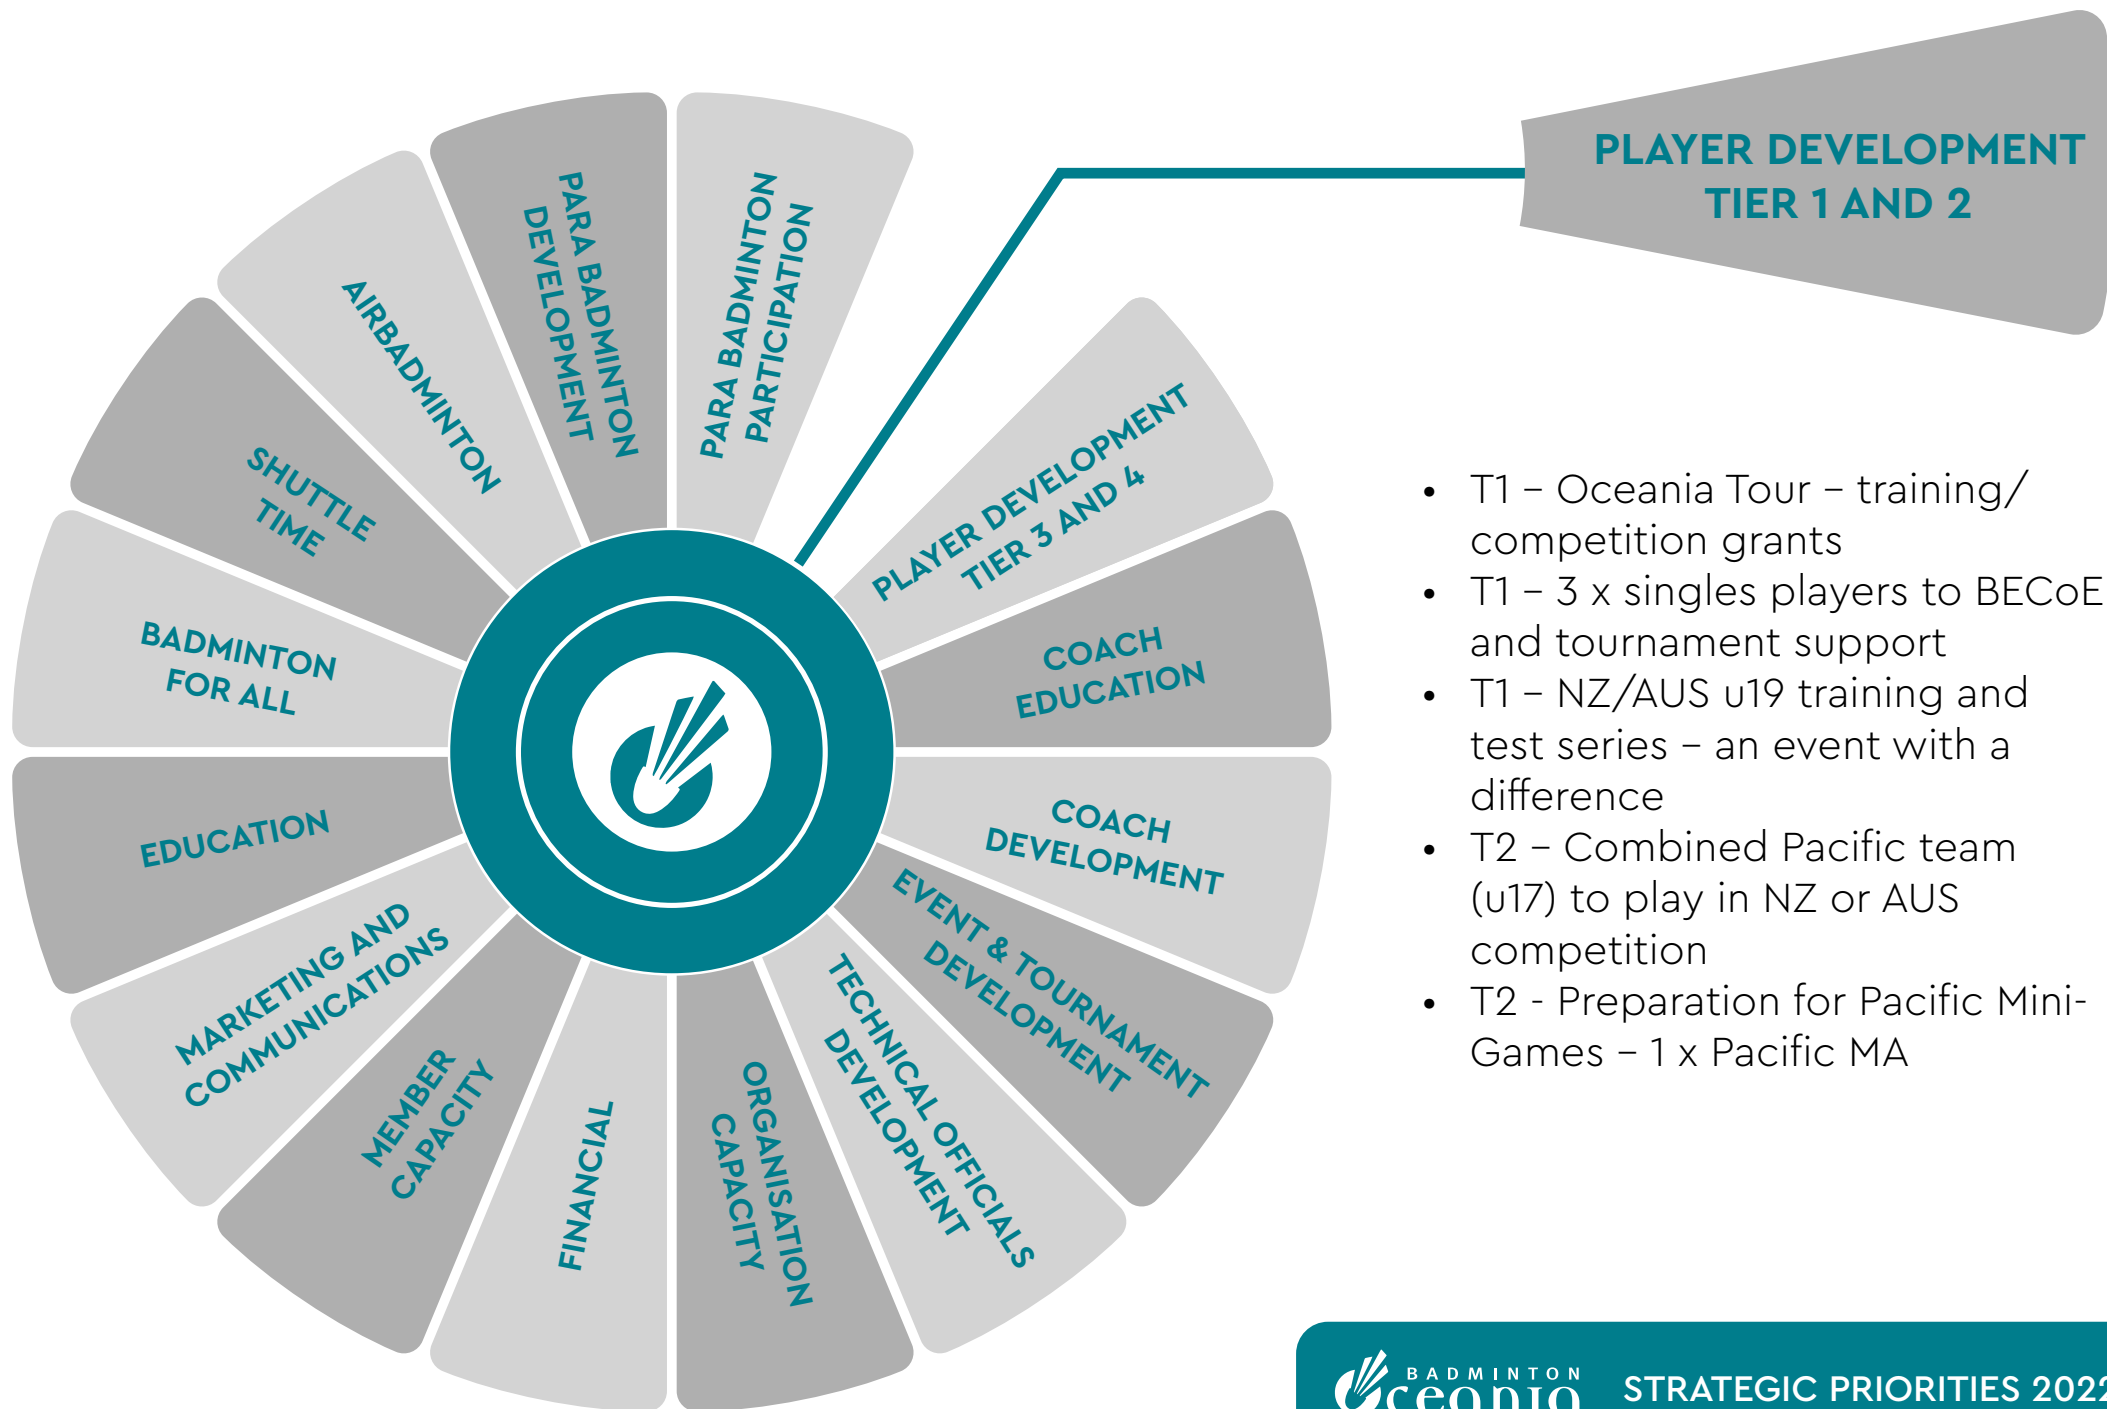 PARA BADMINTON
PARTICIPATION
PLAYER DEVELOPMENT
TIER 1 AND 2
PLAYER DEVELOPMENT
TIER 3 AND 4
COACH
EDUCATION
COACH
DEVELOPMENT
EVENT & TOURNAMENT
DEVELOPMENT
TECHNICAL OFFICIALS
DEVELOPMENT
ORGANISATION
CAPACITY
FINANCIAL
MEMBER
CAPACITY
MARKETING AND
COMMUNICATIONS
EDUCATION
BADMINTON
FOR ALL
SHUTTLE
TIME
AIRBADMINTON
PARA BADMINTON
DEVELOPMENT
• T1 – Oceania Tour – training/
competition grants
• T1 – 3 x singles players to BECoE
and tournament support
• T1 – NZ/AUS u19 training and
test series – an event with a
difference
• T2 – Combined Pacific team
(u17) to play in NZ or AUS
competition
• T2 - Preparation for Pacific Mini-
Games – 1 x Pacific MA
BADMINTON
Oceania
STRATEGIC PRIORITIES 2022